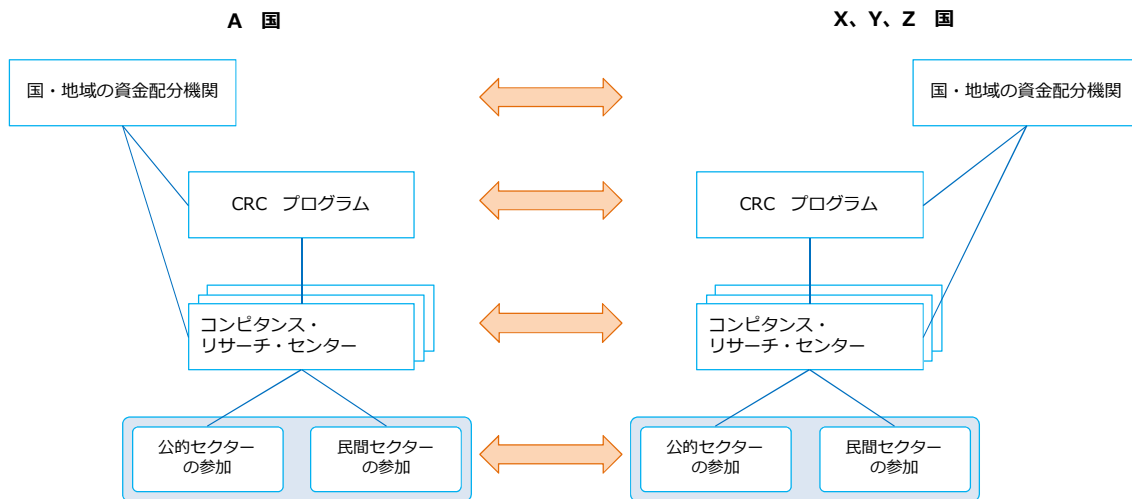 A 国
X、Y、Z 国
国・地域の資金配分機関
国・地域の資金配分機関
CRC プログラム
CRC プログラム
コンピタンス・
リサーチ・センター
コンピタンス・
リサーチ・センター
公的セクター
の参加
民間セクター
の参加
公的セクター
の参加
民間セクター
の参加